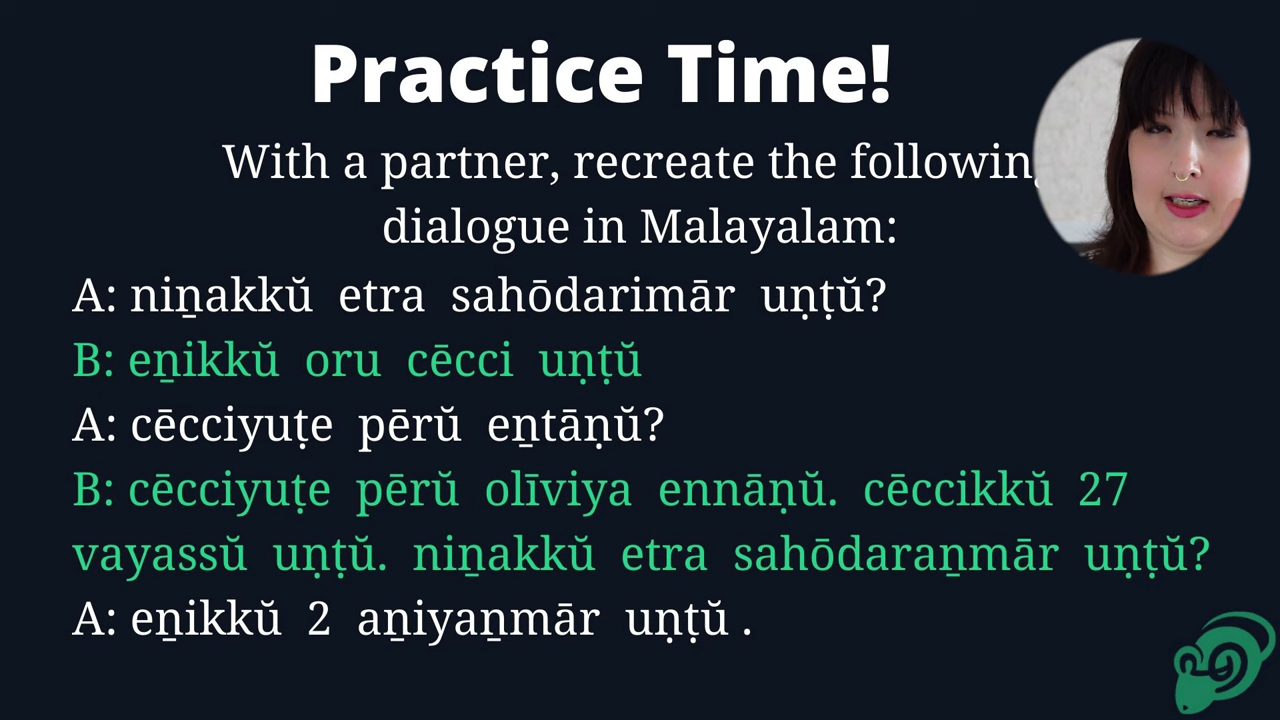 Practice Time!
With a partner, recreate the
dialogue in Malayalam:
A: niṉakkŭ etra sahōdarimār uṇṭŭ?
B: eṉikkŭ oru cēcci uṇṭŭ
A: cēcciyuṭe pērŭ eṉtāṇŭ?
B: cēcciyuṭe pērŭ olīviya ennāṇŭ. cēccikkŭ 27
vayassŭ uṇṭŭ. niṉakkŭ etra sahōdaraṉmār uṇṭŭ?
A: eṉikkŭ 2 aṉiyaṉmār uṇṭŭ .